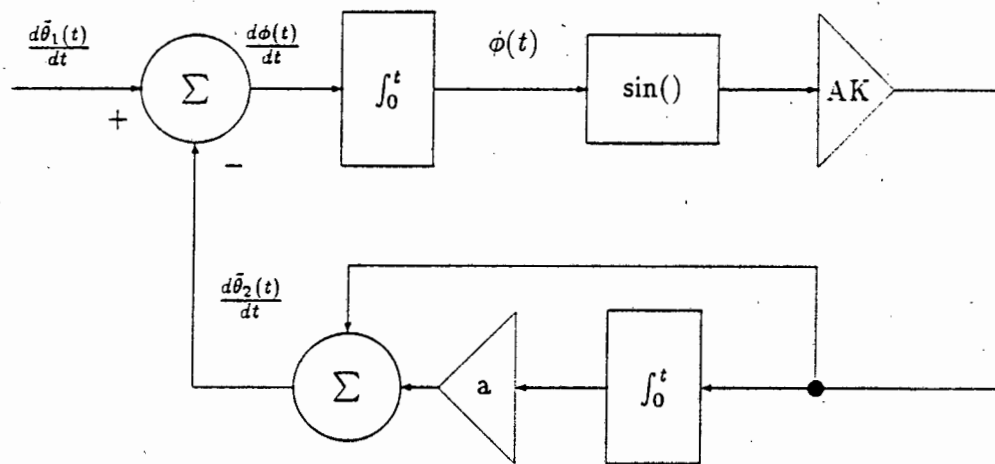 dθ̃₁(t)/dt
+
Σ
−
dϕ(t)/dt
∫₀ᵗ
ϕ(t)
sin()
AK
dθ̃₂(t)/dt
Σ
a
∫₀ᵗ